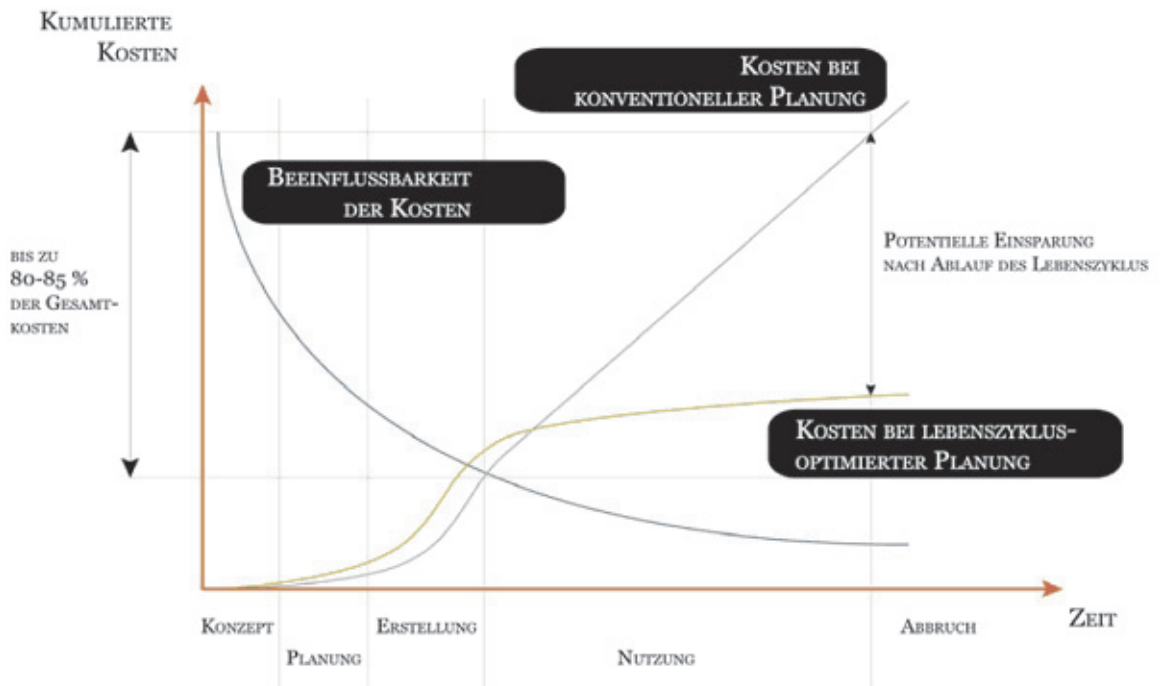 Kumulierte
Kosten
Kosten bei
konventioneller Planung
Beeinflussbarkeit
der Kosten
bis zu
80-85 %
der Gesamt-
kosten
Potentielle Einsparung
nach Ablauf des Lebenszyklus
Kosten bei lebenszyklus-
optimierter Planung
Konzept
Planung
Erstellung
Nutzung
Abbruch
Zeit